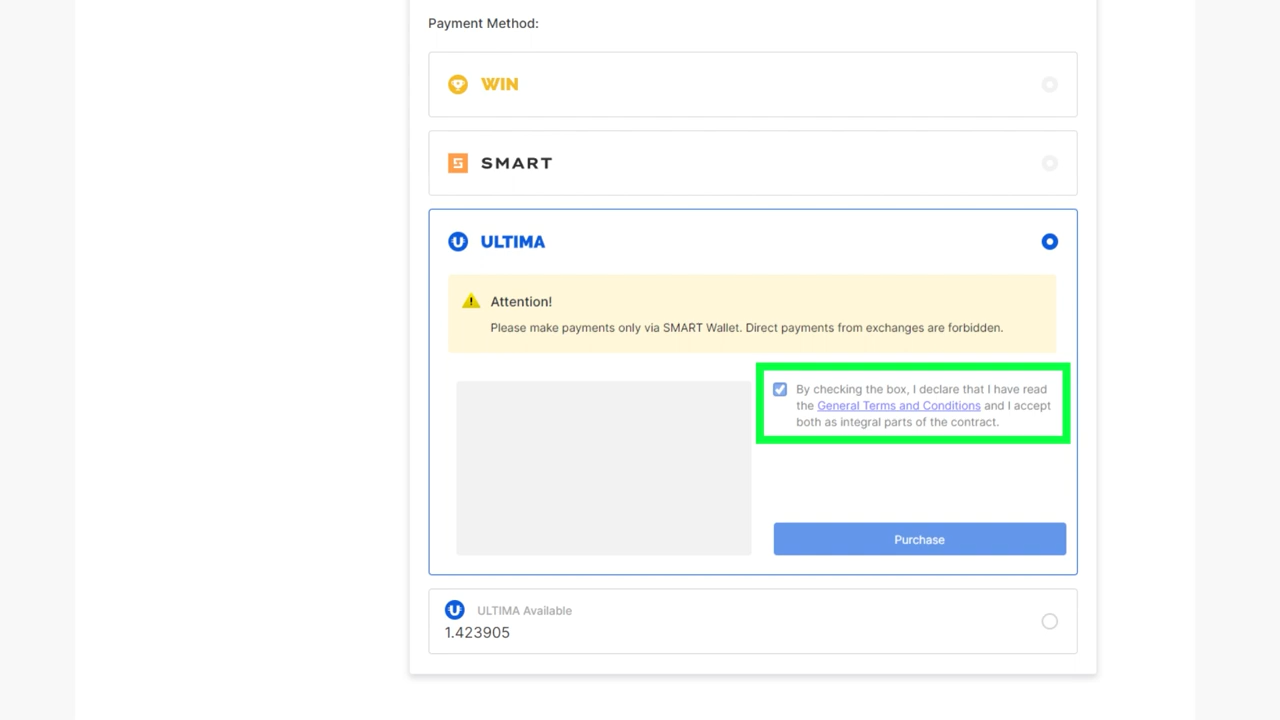 Payment Method:
WIN
SMART
ULTIMA
Attention!
Please make payments only via SMART Wallet. Direct payments from exchanges are forbidden.
By checking the box, I declare that I have read
the General Terms and Conditions and I accept
both as integral parts of the contract.
Purchase
ULTIMA Available
1.423905